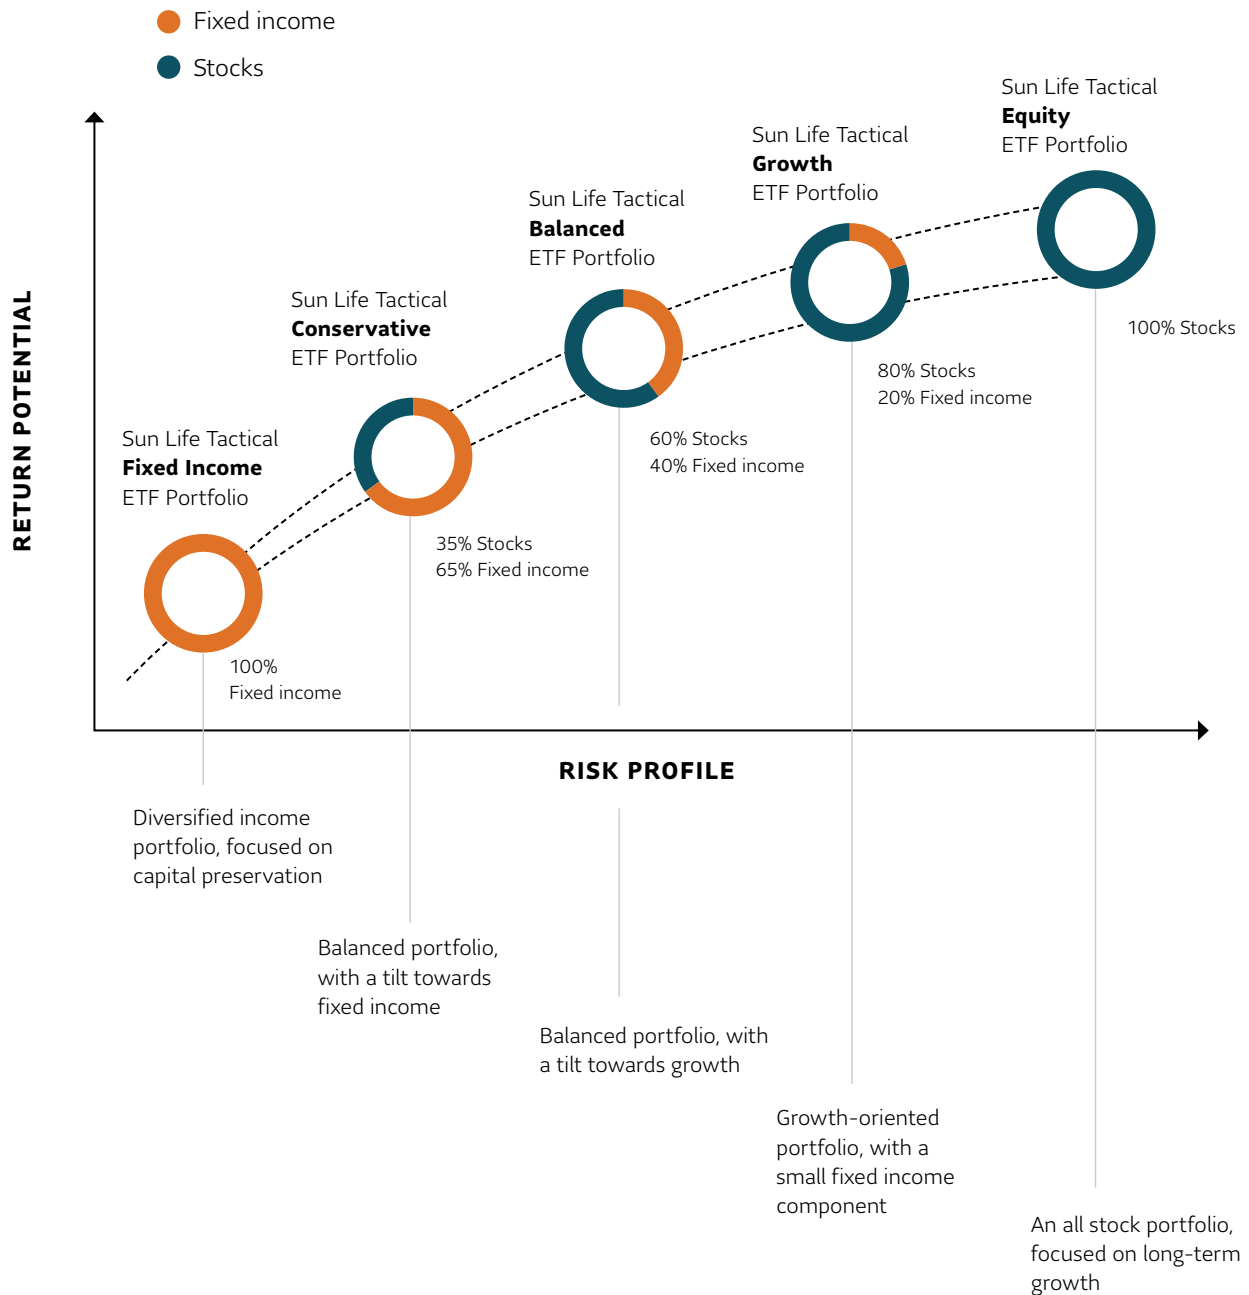 Fixed income
Stocks
RETURN POTENTIAL
Sun Life Tactical
Fixed Income
ETF Portfolio
100%
Fixed income
Sun Life Tactical
Conservative
ETF Portfolio
35% Stocks
65% Fixed income
Sun Life Tactical
Balanced
ETF Portfolio
60% Stocks
40% Fixed income
Sun Life Tactical
Growth
ETF Portfolio
80% Stocks
20% Fixed income
Sun Life Tactical
Equity
ETF Portfolio
100% Stocks
RISK PROFILE
Diversified income
portfolio, focused on
capital preservation
Balanced portfolio,
with a tilt towards
fixed income
Balanced portfolio, with
a tilt towards growth
Growth-oriented
portfolio, with a
small fixed income
component
An all stock portfolio,
focused on long-term
growth